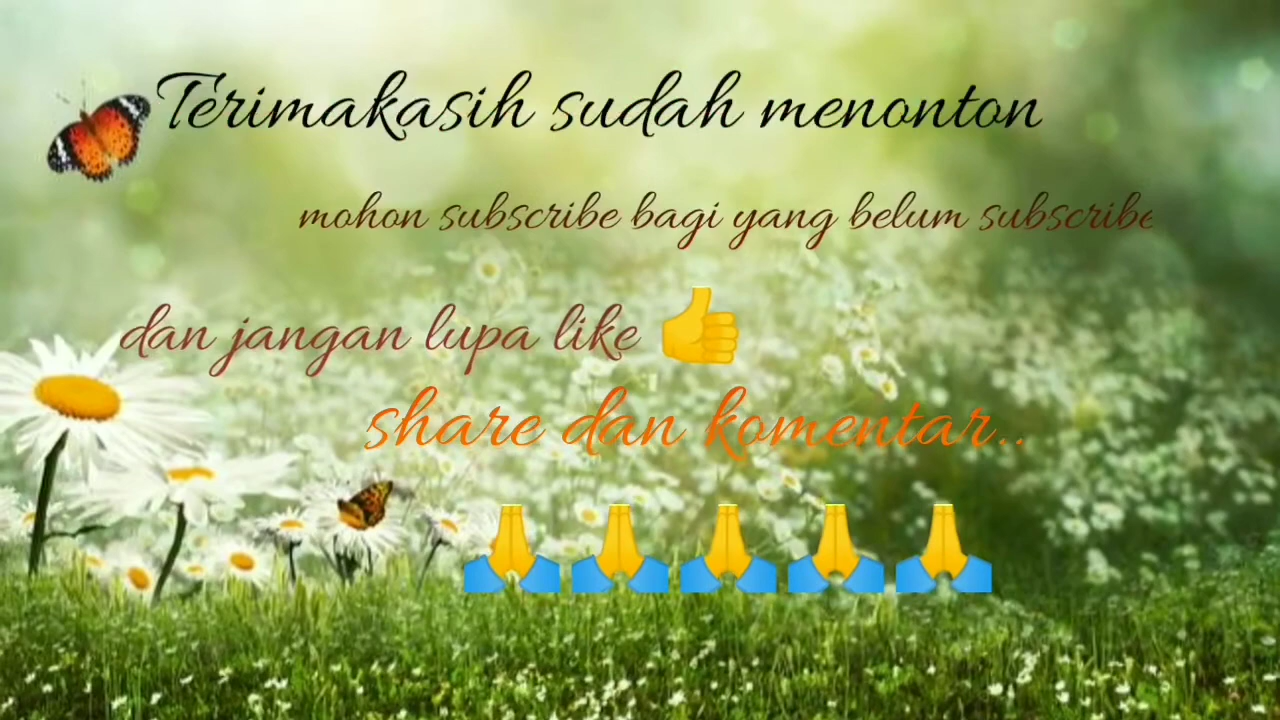 Terimakasih sudah menonton
mohon subscribe bagi yang belum subscribe
dan jangan lupa like 👍
share dan komentar..
🙏🙏🙏🙏🙏